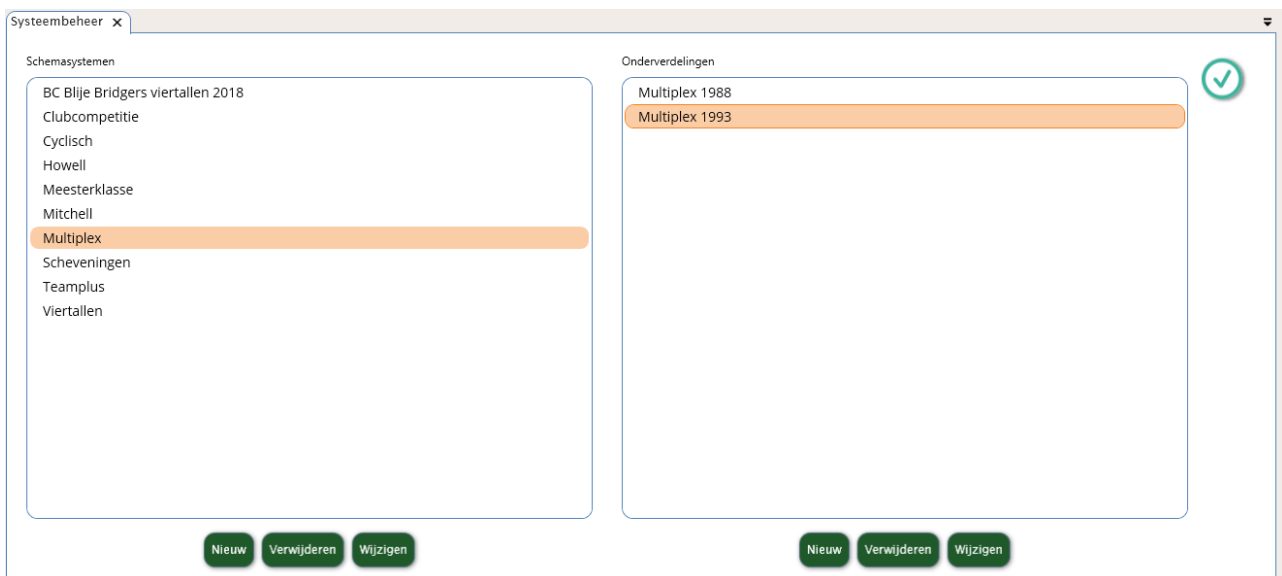 Systeembeheer
Schemasystemen
BC Blije Bridgers viertallen 2018
Clubcompetitie
Cyclisch
Howell
Meesterklasse
Mitchell
Multiplex
Scheveningen
Teamplus
Viertallen
Nieuw Verwijderen Wijzigen
Onderverdelingen
Multiplex 1988
Multiplex 1993
Nieuw Verwijderen Wijzigen